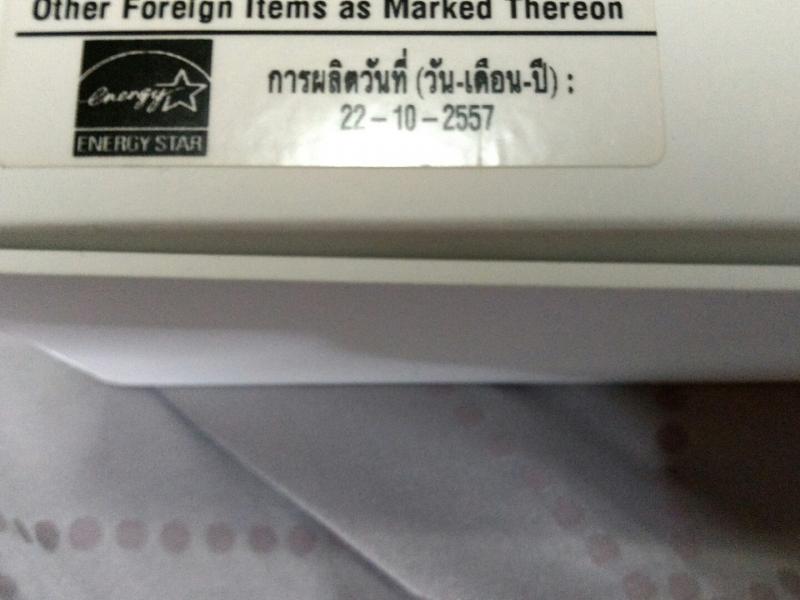 Other Foreign Items as Marked Thereon
energy
ENERGY STAR
การผลิตวันที่ (วัน-เดือน-ปี) :
22-10-2557